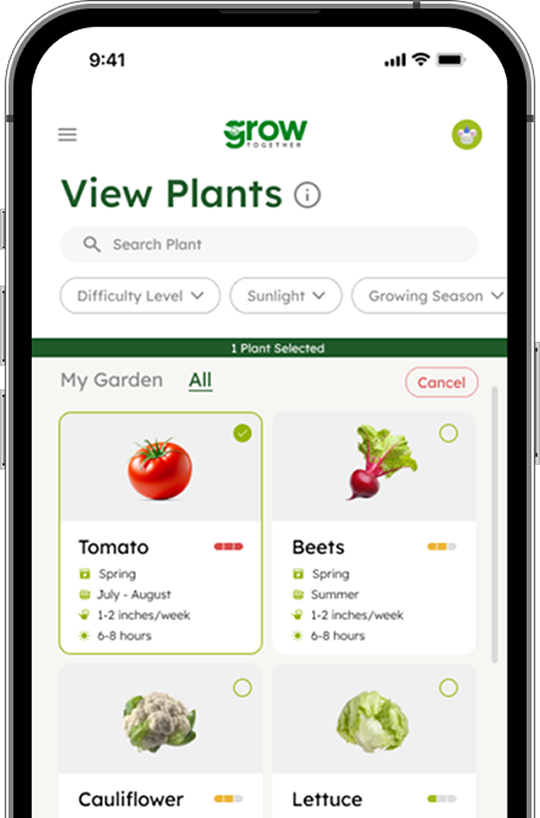 9:41
grow
TOGETHER
View Plants
Search Plant
Difficulty Level Sunlight Growing Season
1 Plant Selected
My Garden All Cancel
Tomato Beets
Spring Spring
July - August Summer
1-2 inches/week 1-2 inches/week
6-8 hours 6-8 hours
Cauliflower Lettuce